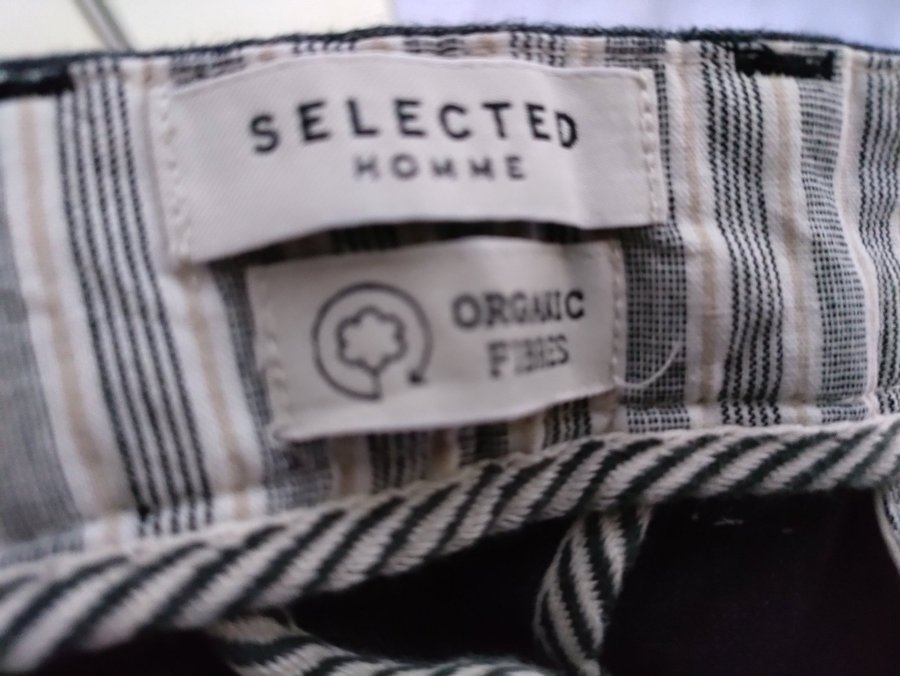 SELECTED
HOMME
ORGANIC
FIBRES